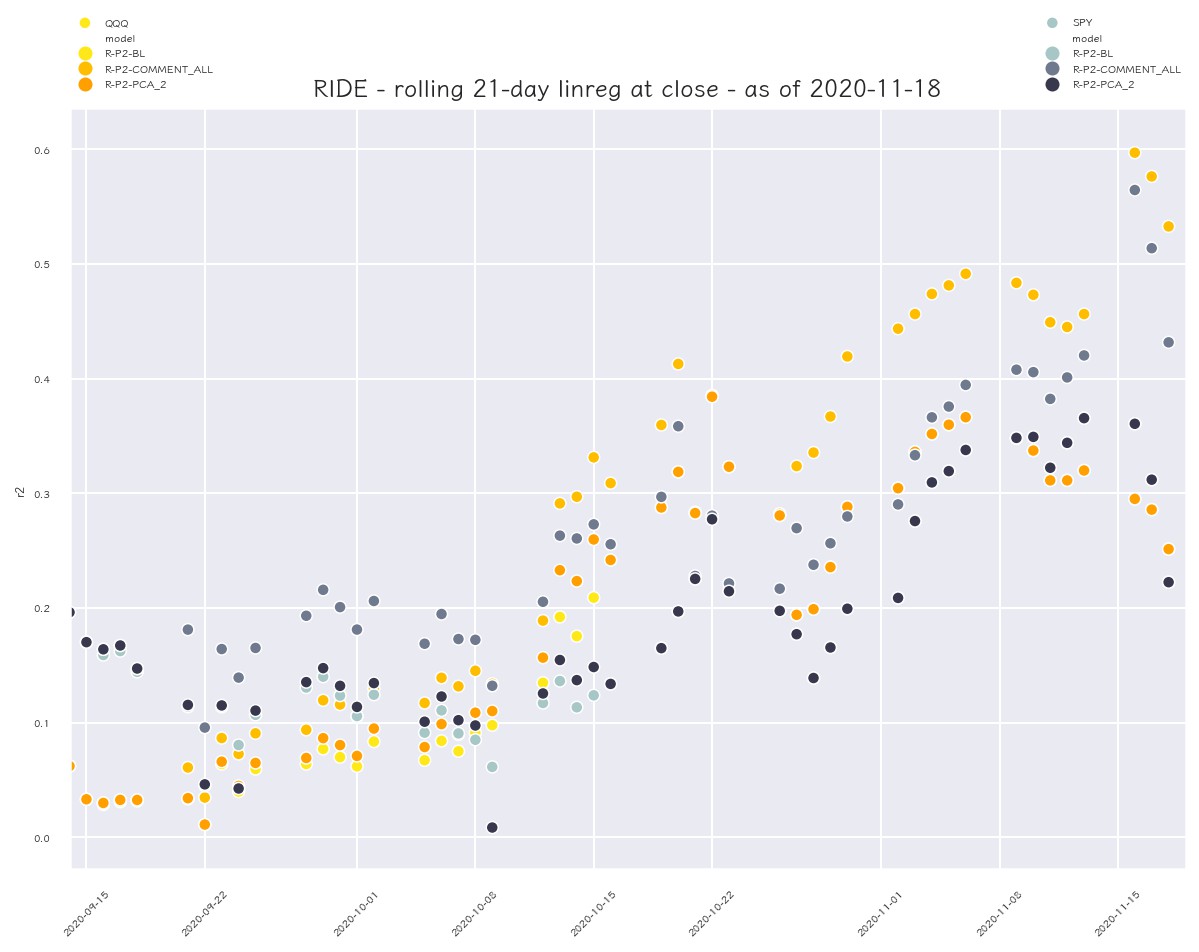 QQQ
model
R-P2-BL
R-P2-COMMENT_ALL
R-P2-PCA_2
SPY
model
R-P2-BL
R-P2-COMMENT_ALL
R-P2-PCA_2
RIDE - rolling 21-day linreg at close - as of 2020-11-18
0.6
0.5
0.4
0.3
0.2
0.1
0.0
r2
2020-09-15
2020-09-22
2020-10-01
2020-10-08
2020-10-15
2020-10-22
2020-11-01
2020-11-08
2020-11-15